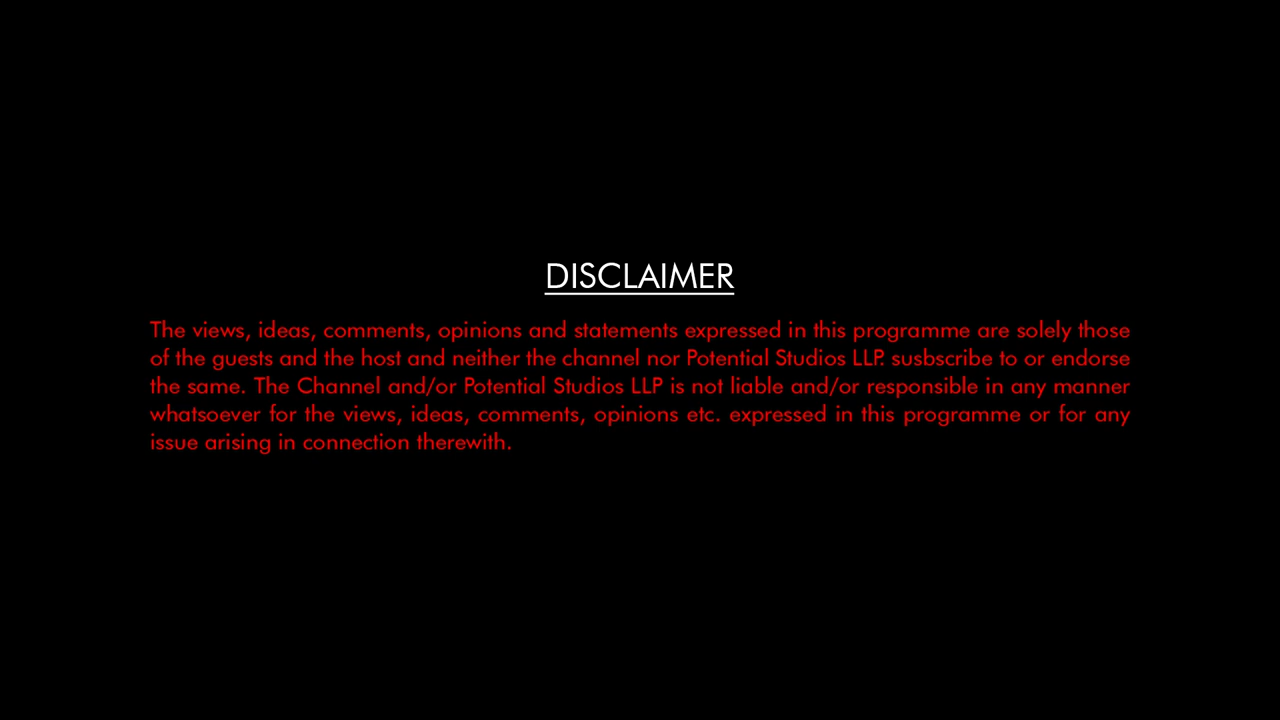 DISCLAIMER
The views, ideas, comments, opinions and statements expressed in this programme are solely those
of the guests and the host and neither the channel nor Potential Studios LLP. susbscribe to or endorse
the same. The Channel and/or Potential Studios LLP is not liable and/or responsible in any manner
whatsoever for the views, ideas, comments, opinions etc. expressed in this programme or for any
issue arising in connection therewith.